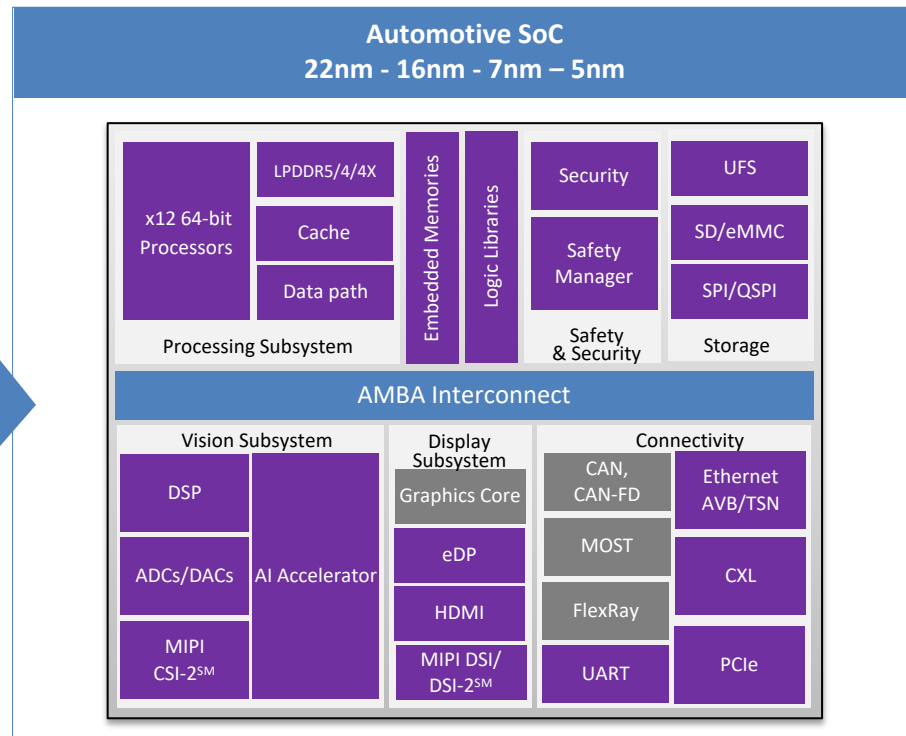 Automotive SoC
22nm - 16nm - 7nm – 5nm
x12 64-bit
Processors
LPDDR5/4/4X
Cache
Data path
Processing Subsystem
Embedded Memories
Logic Libraries
Security
Safety
Manager
Safety
& Security
UFS
SD/eMMC
SPI/QSPI
Storage
AMBA Interconnect
Vision Subsystem
DSP
ADCs/DACs
MIPI
CSI-2SM
AI Accelerator
Display
Subsystem
Graphics Core
eDP
HDMI
MIPI DSI/
DSI-2SM
Connectivity
CAN,
CAN-FD
MOST
FlexRay
UART
Ethernet
AVB/TSN
CXL
PCIe